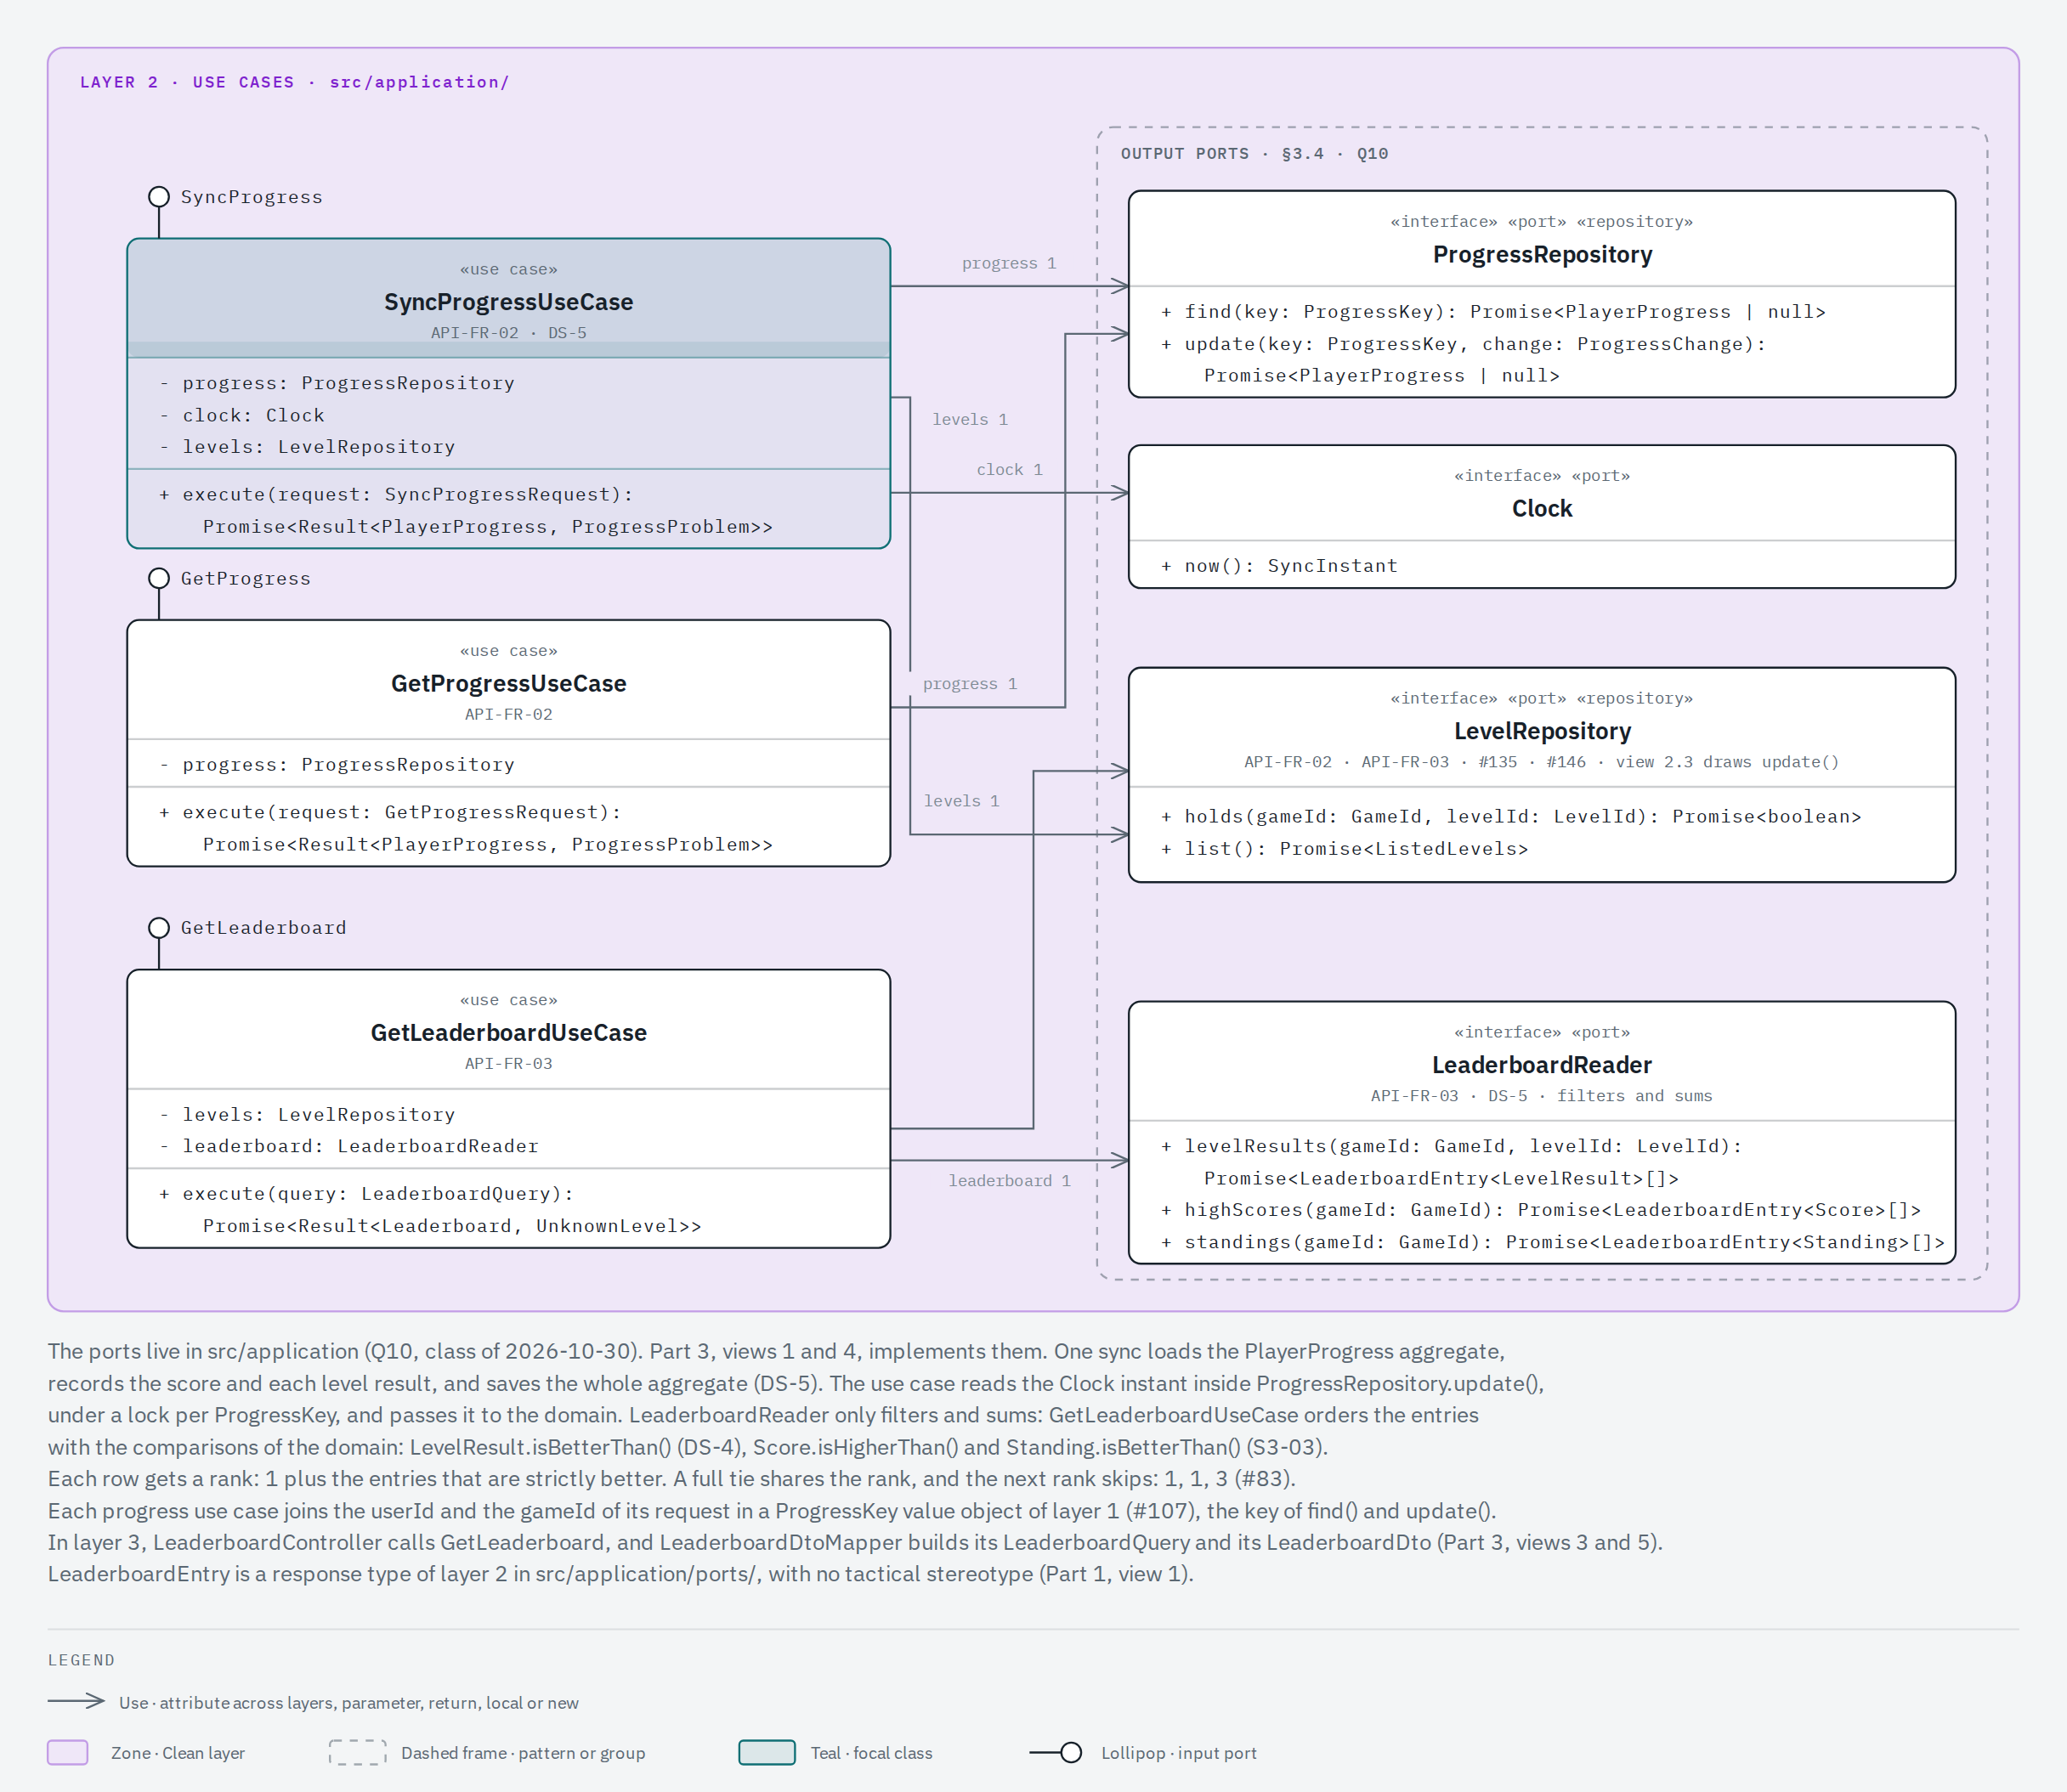 LAYER 2 · USE CASES · src/application/
OUTPUT PORTS · §3.4 · Q10
SyncProgress
«use case»
SyncProgressUseCase
API-FR-02 · DS-5
- progress: ProgressRepository
- clock: Clock
- levels: LevelRepository
+ execute(request: SyncProgressRequest):
Promise<Result<PlayerProgress, ProgressProblem>>
GetProgress
«use case»
GetProgressUseCase
API-FR-02
- progress: ProgressRepository
+ execute(request: GetProgressRequest):
Promise<Result<PlayerProgress, ProgressProblem>>
GetLeaderboard
«use case»
GetLeaderboardUseCase
API-FR-03
- levels: LevelRepository
- leaderboard: LeaderboardReader
+ execute(query: LeaderboardQuery):
Promise<Result<Leaderboard, UnknownLevel>>
progress 1
levels 1
clock 1
progress 1
levels 1
leaderboard 1
«interface» «port» «repository»
ProgressRepository
+ find(key: ProgressKey): Promise<PlayerProgress | null>
+ update(key: ProgressKey, change: ProgressChange):
Promise<PlayerProgress | null>
«interface» «port»
Clock
+ now(): SyncInstant
«interface» «port» «repository»
LevelRepository
API-FR-02 · API-FR-03 · #135 · #146 · view 2.3 draws update()
+ holds(gameId: GameId, levelId: LevelId): Promise<boolean>
+ list(): Promise<ListedLevels>
«interface» «port»
LeaderboardReader
API-FR-03 · DS-5 · filters and sums
+ levelResults(gameId: GameId, levelId: LevelId):
Promise<LeaderboardEntry<LevelResult>[]>
+ highScores(gameId: GameId): Promise<LeaderboardEntry<Score>[]>
+ standings(gameId: GameId): Promise<LeaderboardEntry<Standing>[]>
The ports live in src/application (Q10, class of 2026-10-30). Part 3, views 1 and 4, implements them. One sync loads the PlayerProgress aggregate,
records the score and each level result, and saves the whole aggregate (DS-5). The use case reads the Clock instant inside ProgressRepository.update(),
under a lock per ProgressKey, and passes it to the domain. LeaderboardReader only filters and sums: GetLeaderboardUseCase orders the entries
with the comparisons of the domain: LevelResult.isBetterThan() (DS-4), Score.isHigherThan() and Standing.isBetterThan() (S3-03).
Each row gets a rank: 1 plus the entries that are strictly better. A full tie shares the rank, and the next rank skips: 1, 1, 3 (#83).
Each progress use case joins the userId and the gameId of its request in a ProgressKey value object of layer 1 (#107), the key of find() and update().
In layer 3, LeaderboardController calls GetLeaderboard, and LeaderboardDtoMapper builds its LeaderboardQuery and its LeaderboardDto (Part 3, views 3 and 5).
LeaderboardEntry is a response type of layer 2 in src/application/ports/, with no tactical stereotype (Part 1, view 1).
LEGEND
Use · attribute across layers, parameter, return, local or new
Zone · Clean layer
Dashed frame · pattern or group
Teal · focal class
Lollipop · input port